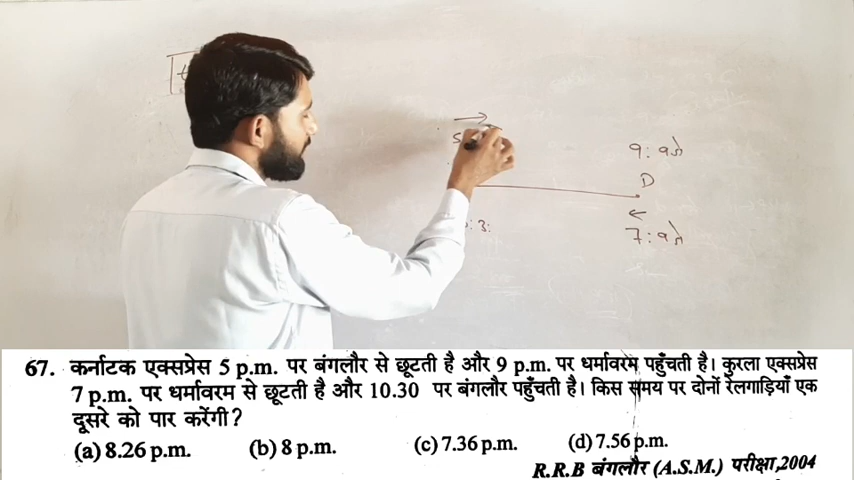 9: बजे
D
7: बजे
67. कर्नाटक एक्सप्रेस 5 p.m. पर बंगलौर से छूटती है और 9 p.m. पर धर्मावरम पहुँचती है। कुरला एक्सप्रेस
7 p.m. पर धर्मावरम से छूटती है और 10.30 पर बंगलौर पहुँचती है। किस समय पर दोनों रेलगाड़ियाँ एक
दूसरे को पार करेंगी?
(a) 8.26 p.m. (b) 8 p.m. (c) 7.36 p.m. (d) 7.56 p.m.
R.R.B बंगलौर (A.S.M.) परीक्षा,2004